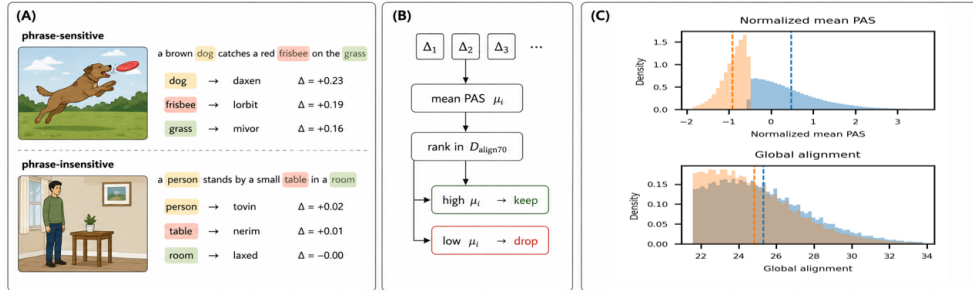 (A)
phrase-sensitive
a brown dog catches a red frisbee on the grass
dog → daxen Δ = +0.23
frisbee → lorbit Δ = +0.19
grass → mivor Δ = +0.16
phrase-insensitive
a person stands by a small table in a room
person → tovin Δ = +0.02
table → nerim Δ = +0.01
room → laxed Δ = −0.00
(B)
Δ1 Δ2 Δ3 ...
mean PAS μi
rank in Dalign70
high μi → keep
low μi → drop
(C)
Normalized mean PAS
Density
1.5
1.0
0.5
0.0
−2 −1 0 1 2 3
Normalized mean PAS
Global alignment
Density
0.15
0.10
0.05
0.00
22 24 26 28 30 32 34
Global alignment